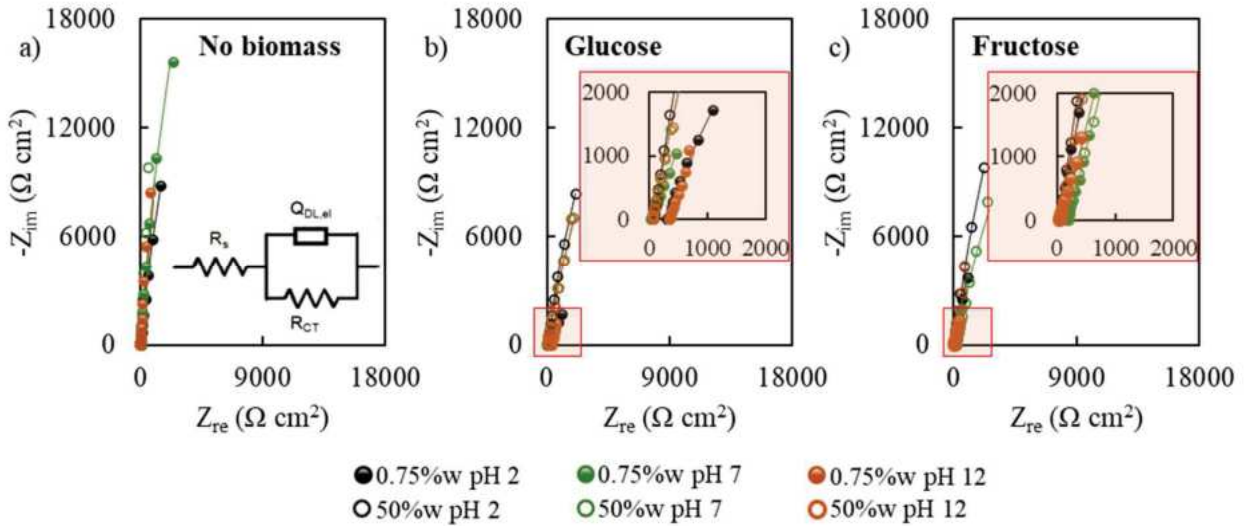 a)
No biomass
18000
12000
6000
0
-Zim (Ω cm²)
Rs
QDL,el
RCT
0
9000
18000
Zre (Ω cm²)
b)
Glucose
18000
12000
6000
0
-Zim (Ω cm²)
2000
1000
0
0
1000
2000
0
9000
18000
Zre (Ω cm²)
c)
Fructose
18000
12000
6000
0
-Zim (Ω cm²)
2000
1000
0
0
1000
2000
0
9000
18000
Zre (Ω cm²)
0.75%w pH 2
0.75%w pH 7
0.75%w pH 12
50%w pH 2
50%w pH 7
50%w pH 12